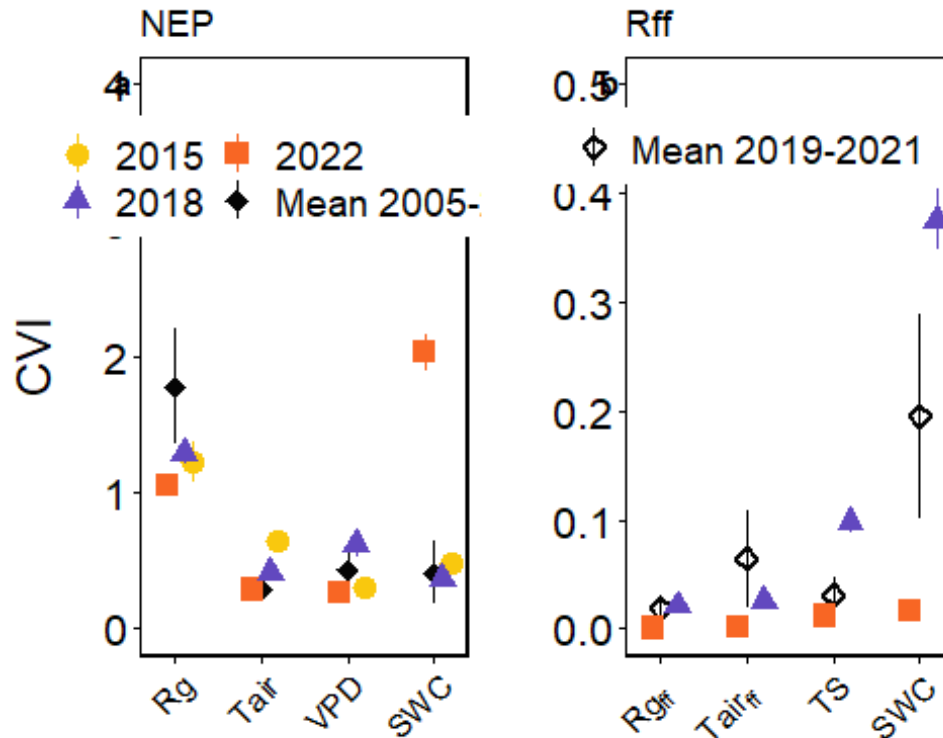 NEP
Rff
4
a
0.5
b
2015
2022
2018
Mean 2005-
Mean 2019-2021
0.4
0.3
CVI
2
0.2
1
0.1
0
0.0
Rg
Tair
VPD
SWC
Rgff
Tairff
TS
SWC